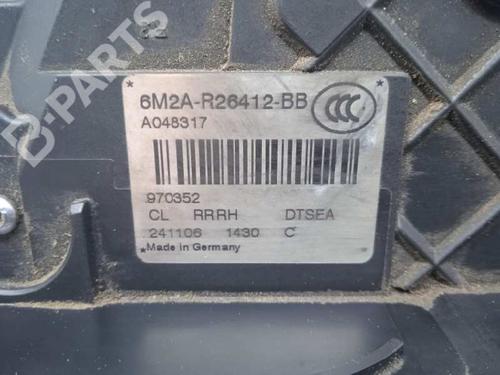 6M2A-R26412-BB
A048317
970352
CL RRRH DTSEA
241106 1430 C
*Made in Germany*
B-PARTS